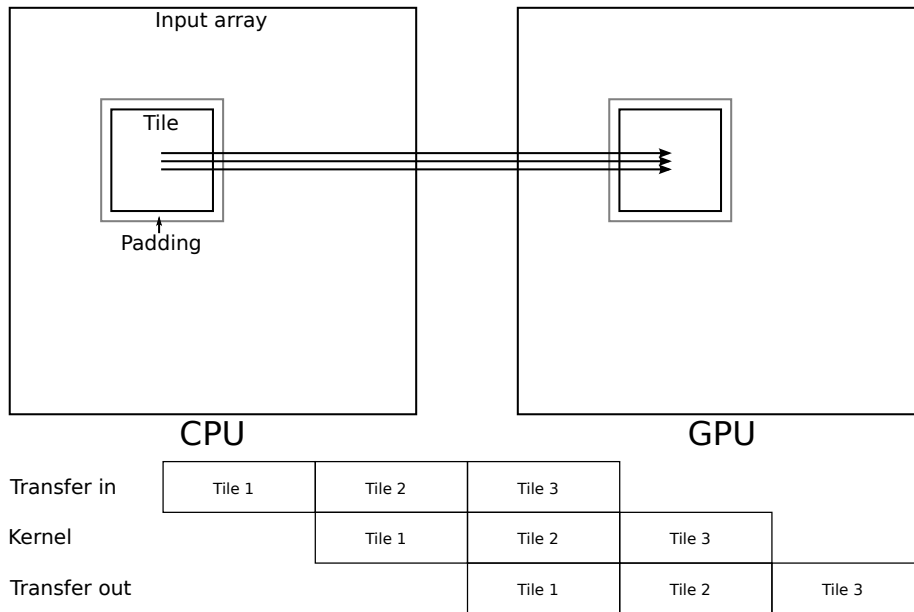 Input array
Tile
Padding
CPU
GPU
Transfer in
Tile 1
Tile 2
Tile 3
Kernel
Tile 1
Tile 2
Tile 3
Transfer out
Tile 1
Tile 2
Tile 3